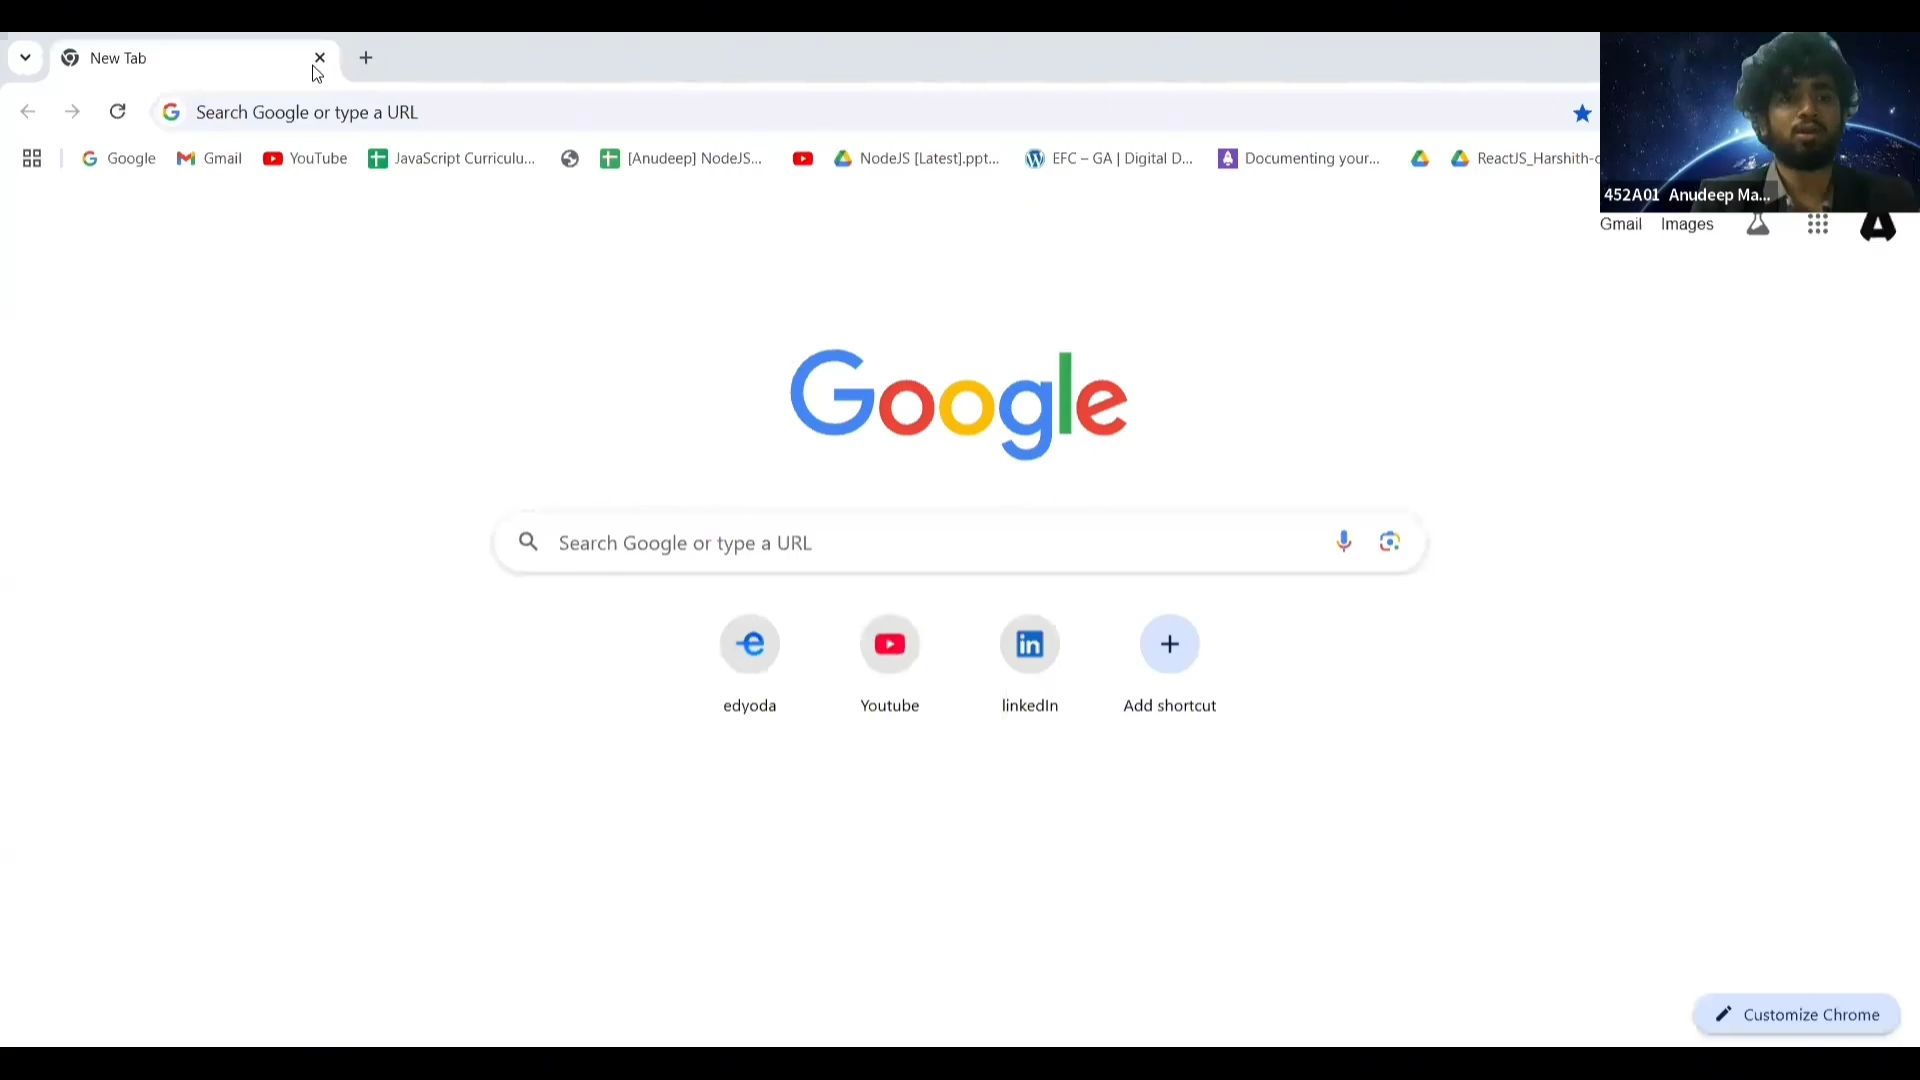 New Tab
Search Google or type a URL
Google
Gmail
YouTube
JavaScript Curriculu...
[Anudeep] NodeJS...
NodeJS [Latest].ppt...
EFC – GA | Digital D...
Documenting your...
ReactJS_Harshith-c
452A01 Anudeep Ma...
Gmail Images
Google
Search Google or type a URL
edyoda
Youtube
linkedIn
Add shortcut
Customize Chrome